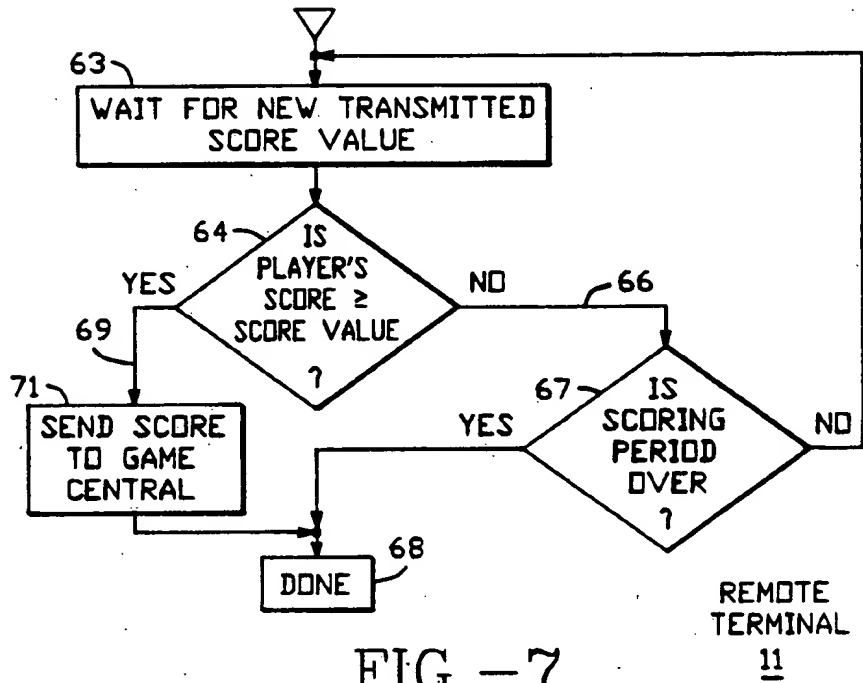 63
WAIT FOR NEW TRANSMITTED
SCORE VALUE
64
IS
PLAYER'S
SCORE ≥
SCORE VALUE
?
YES
NO
66
69
71
SEND SCORE
TO GAME
CENTRAL
67
IS
SCORING
PERIOD
OVER
?
YES
NO
DONE
68
REMOTE
TERMINAL
11
FIG.-7